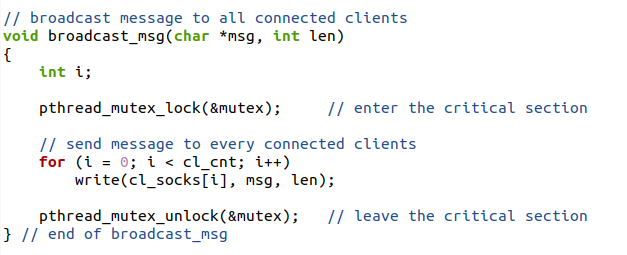 // broadcast message to all connected clients
void broadcast_msg(char *msg, int len)
{
    int i;

    pthread_mutex_lock(&mutex);     // enter the critical section

    // send message to every connected clients
    for (i = 0; i < cl_cnt; i++)
        write(cl_socks[i], msg, len);

    pthread_mutex_unlock(&mutex);   // leave the critical section
} // end of broadcast_msg